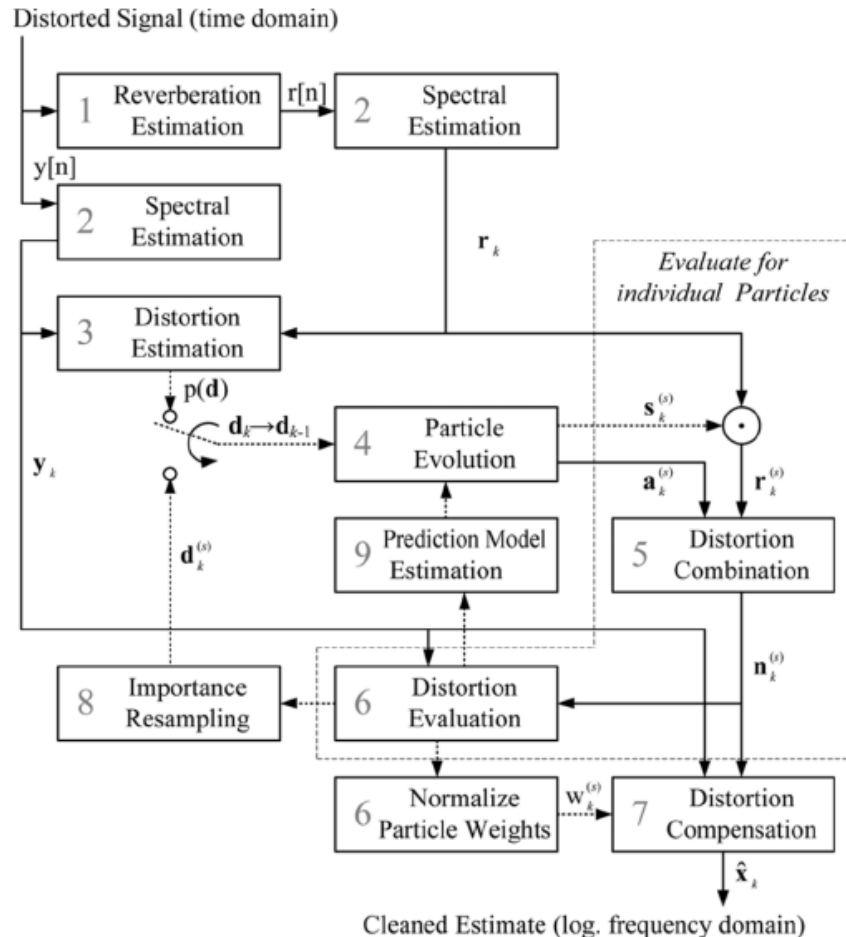 Distorted Signal (time domain)
1 Reverberation Estimation
r[n]
2 Spectral Estimation
y[n]
2 Spectral Estimation
r_k
Evaluate for
individual Particles
3 Distortion Estimation
p(d)
d_k→d_{k-1}
4 Particle Evolution
s_k^{(s)}
a_k^{(s)}
r_k^{(s)}
y_k
d_k^{(s)}
9 Prediction Model Estimation
5 Distortion Combination
n_k^{(s)}
8 Importance Resampling
6 Distortion Evaluation
6 Normalize Particle Weights
w_k^{(s)}
7 Distortion Compensation
x̂_k
Cleaned Estimate (log. frequency domain)